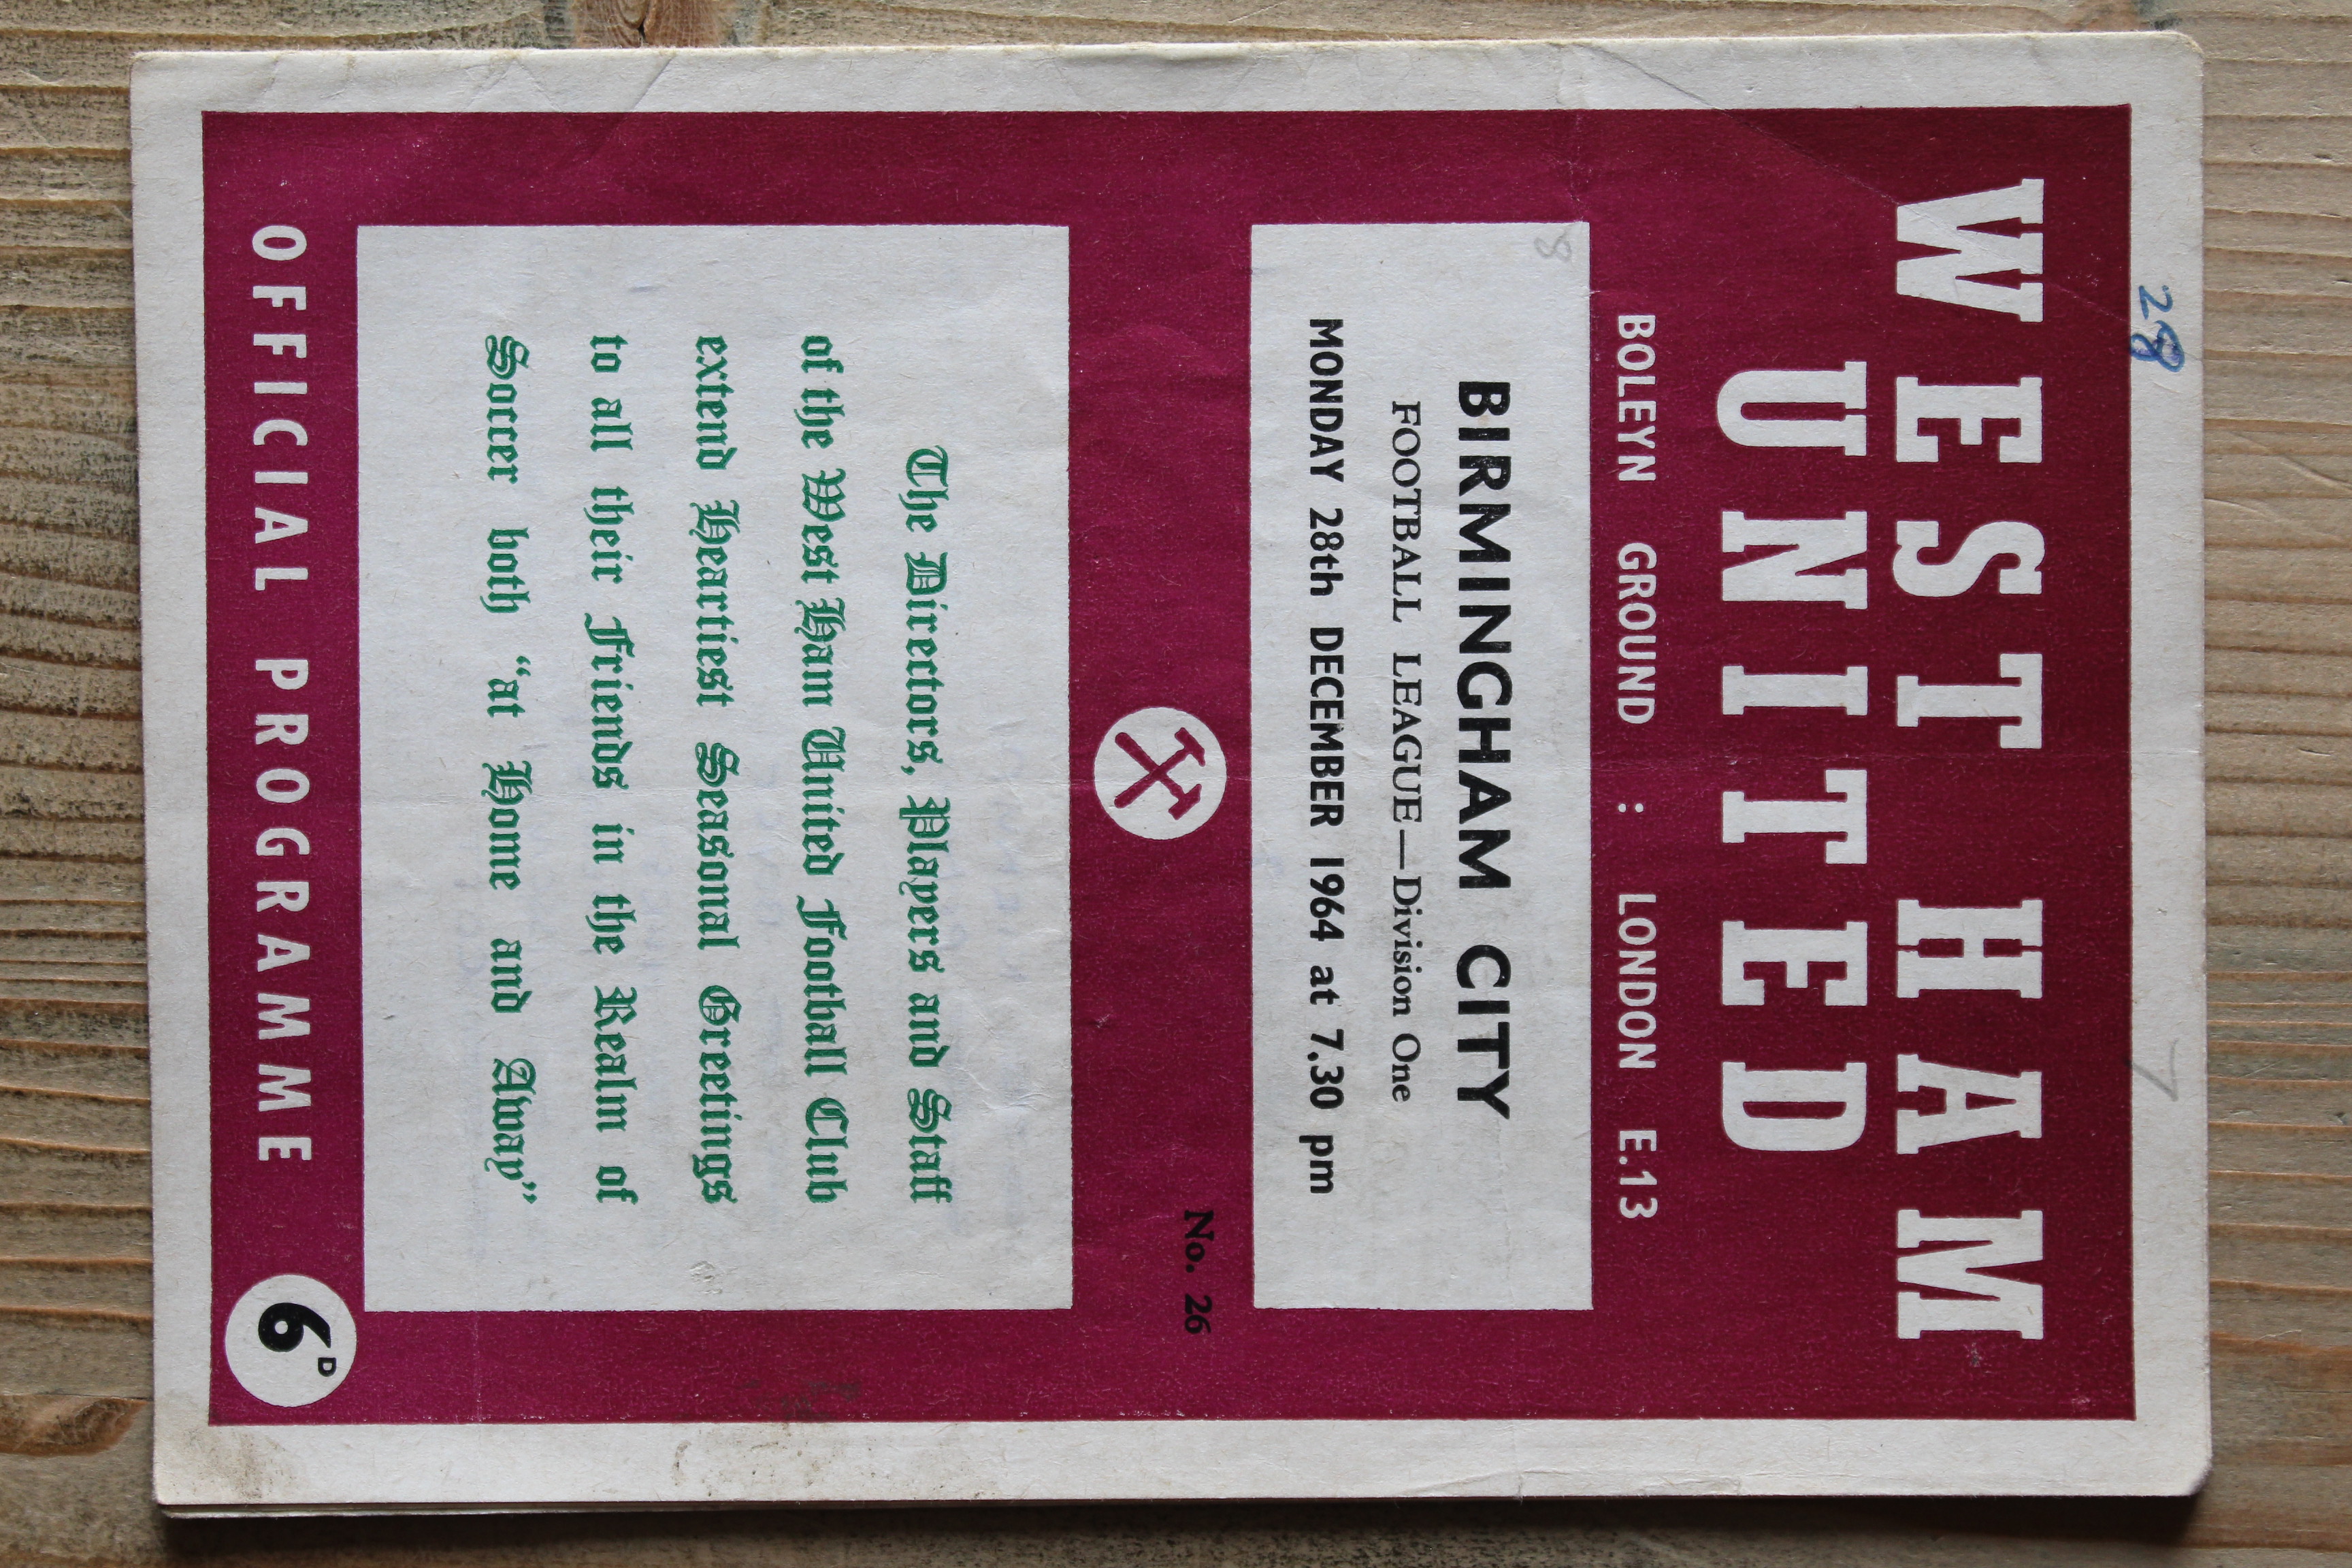 28
7
WEST HAM
UNITED
BOLEYN GROUND : LONDON E.13
8
BIRMINGHAM CITY
FOOTBALL LEAGUE—Division One
MONDAY 28th DECEMBER 1964 at 7.30 pm
No. 26
The Directors, Players and Staff
of the West Ham United Football Club
extend Heartiest Seasonal Greetings
to all their Friends in the Realm of
Soccer both "at Home and Away"
OFFICIAL PROGRAMME
6D